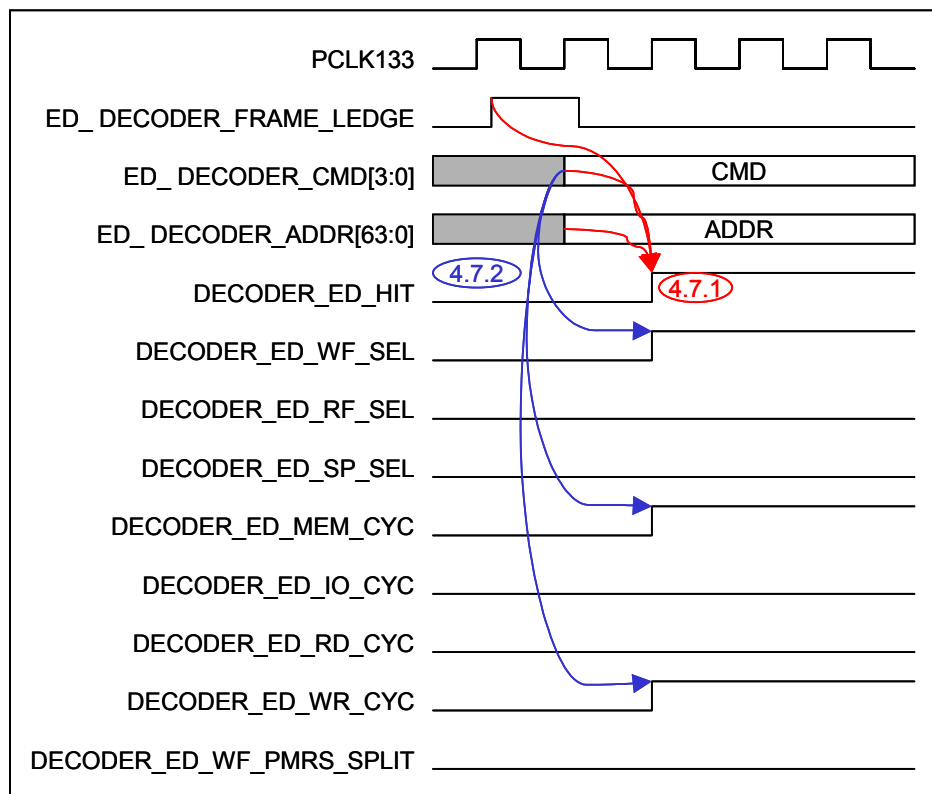 PCLK133
ED_ DECODER_FRAME_LEDGE
ED_ DECODER_CMD[3:0] CMD
ED_ DECODER_ADDR[63:0] ADDR
4.7.2
DECODER_ED_HIT 4.7.1
DECODER_ED_WF_SEL
DECODER_ED_RF_SEL
DECODER_ED_SP_SEL
DECODER_ED_MEM_CYC
DECODER_ED_IO_CYC
DECODER_ED_RD_CYC
DECODER_ED_WR_CYC
DECODER_ED_WF_PMRS_SPLIT